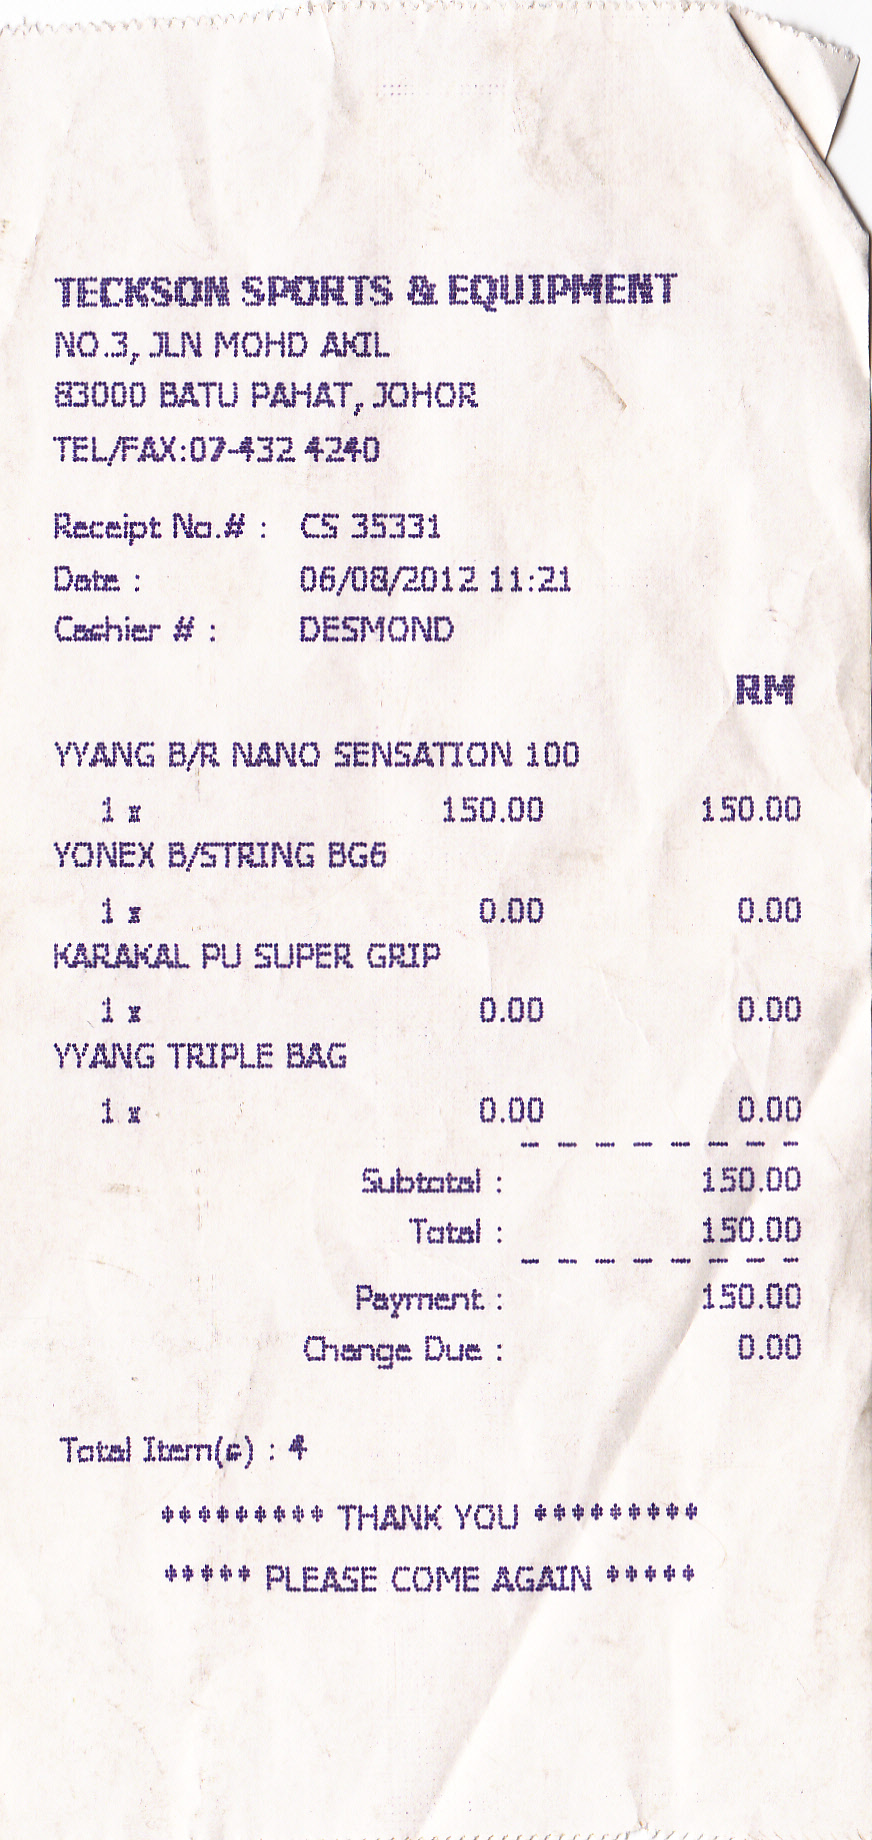 TECKSON SPORTS & EQUIPMENT
NO.3, JLN MOHD AKIL
83000 BATU PAHAT, JOHOR
TEL/FAX:07-432 4240
Receipt No.# : CS 35331
Date : 06/08/2012 11:21
Cashier # : DESMOND
RM
YYANG B/R NANO SENSATION 100
1 x 150.00 150.00
YONEX B/STRING BG6
1 x 0.00 0.00
KARAKAL PU SUPER GRIP
1 x 0.00 0.00
YYANG TRIPLE BAG
1 x 0.00 0.00
Subtotal : 150.00
Total : 150.00
Payment : 150.00
Change Due : 0.00
Total Item(s) : 4
********* THANK YOU *********
***** PLEASE COME AGAIN *****